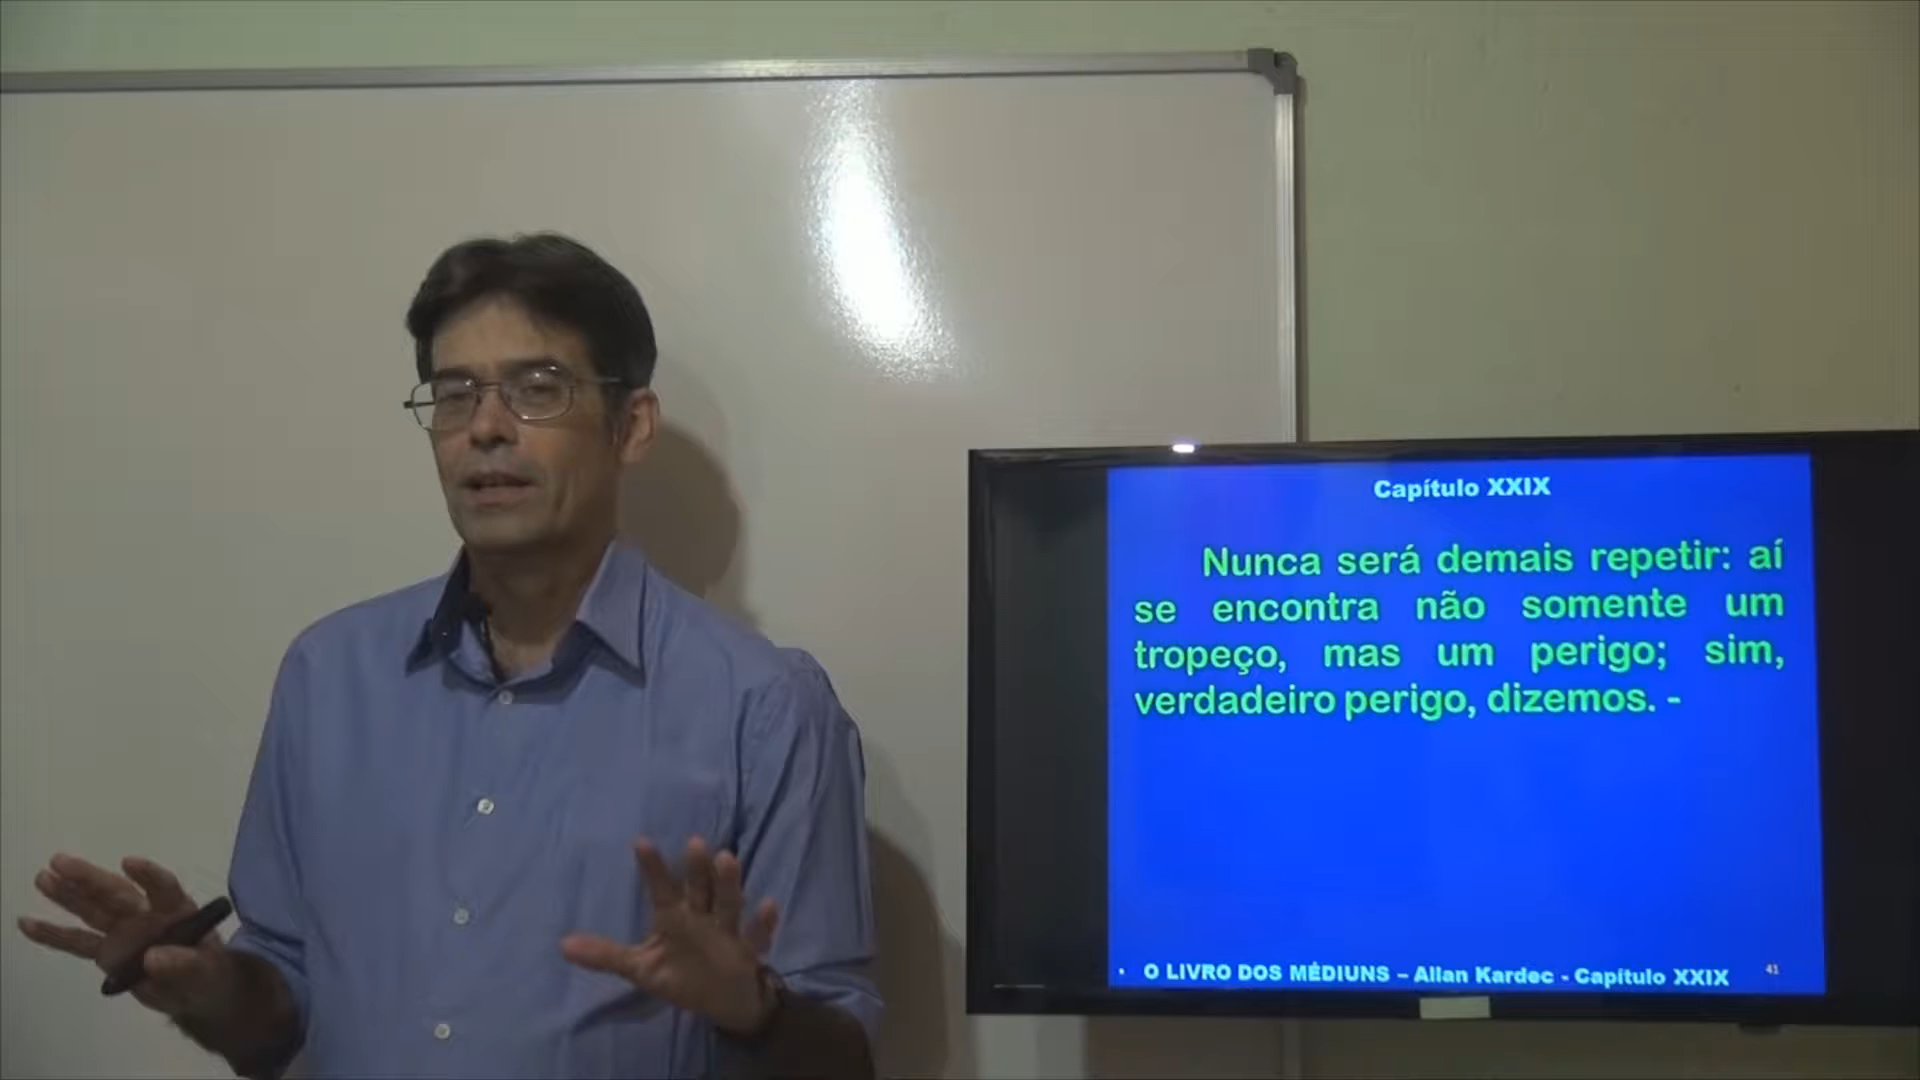 Capítulo XXIX
Nunca será demais repetir: aí
se encontra não somente um
tropeço, mas um perigo; sim,
verdadeiro perigo, dizemos. -
• O LIVRO DOS MÉDIUNS – Allan Kardec - Capítulo XXIX
41